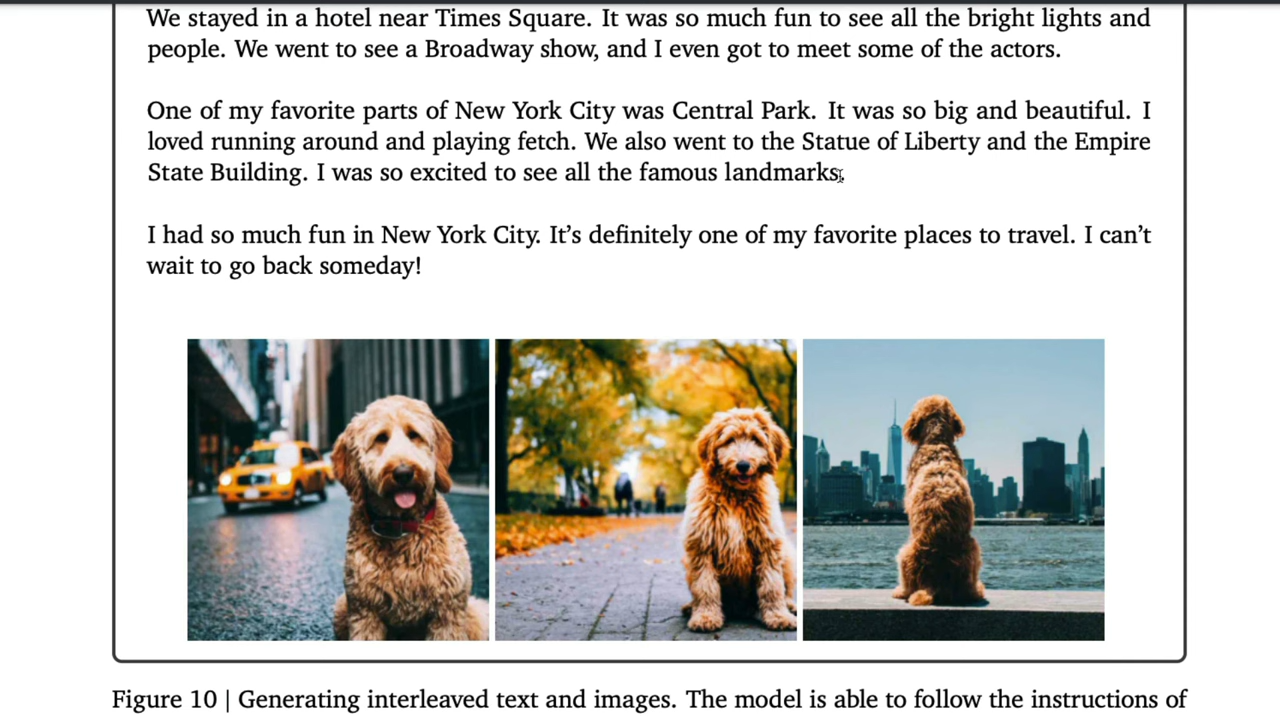 We stayed in a hotel near Times Square. It was so much fun to see all the bright lights and
people. We went to see a Broadway show, and I even got to meet some of the actors.
One of my favorite parts of New York City was Central Park. It was so big and beautiful. I
loved running around and playing fetch. We also went to the Statue of Liberty and the Empire
State Building. I was so excited to see all the famous landmarks.
I had so much fun in New York City. It’s definitely one of my favorite places to travel. I can’t
wait to go back someday!
Figure 10 | Generating interleaved text and images. The model is able to follow the instructions of